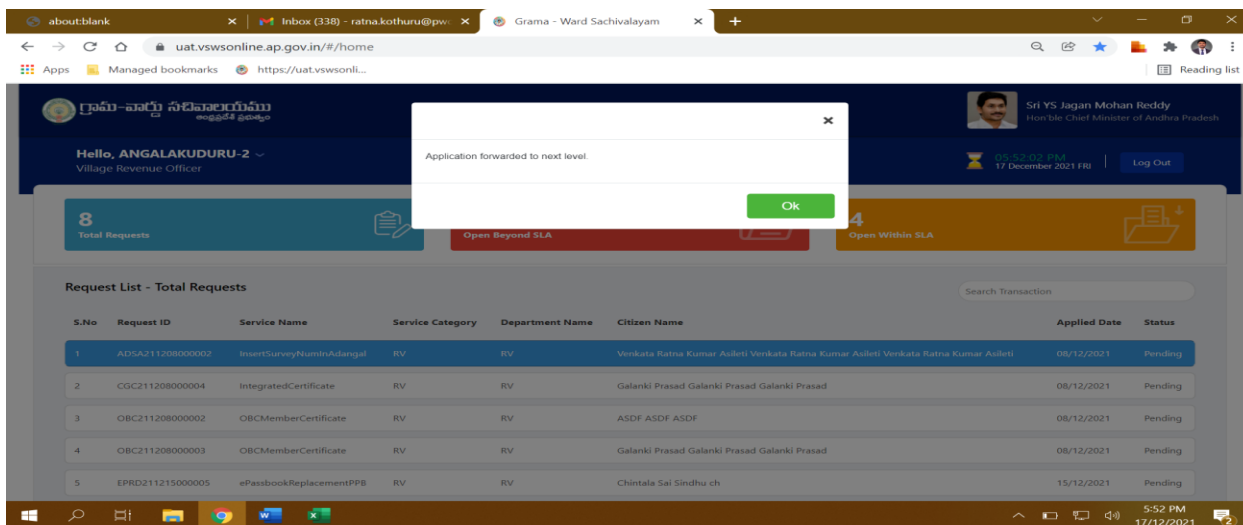 about:blank
Inbox (338) - ratna.kothuru@pwc
Grama - Ward Sachivalayam
uat.vswsonline.ap.gov.in/#/home
Apps
Managed bookmarks
https://uat.vswsonli...
Reading list
గ్రామ-వార్డు సచివాలయము
ఆంధ్రప్రదేశ్ ప్రభుత్వం
Sri YS Jagan Mohan Reddy
Hon'ble Chief Minister of Andhra Pradesh
Hello, ANGALAKUDURU-2
Village Revenue Officer
05:52:02 PM
17 December 2021 FRI
Log Out
Application forwarded to next level.
Ok
8
Total Requests
Open Beyond SLA
4
Open Within SLA
Request List - Total Requests
Search Transaction
S.No Request ID Service Name Service Category Department Name Citizen Name Applied Date Status
1 ADSA211208000002 InsertSurveyNumInAdangal RV RV Venkata Ratna Kumar Asileti Venkata Ratna Kumar Asileti Venkata Ratna Kumar Asileti 08/12/2021 Pending
2 CGC211208000004 IntegratedCertificate RV RV Galanki Prasad Galanki Prasad Galanki Prasad 08/12/2021 Pending
3 OBC211208000002 OBCMemberCertificate RV RV ASDF ASDF ASDF 08/12/2021 Pending
4 OBC211208000003 OBCMemberCertificate RV RV Galanki Prasad Galanki Prasad Galanki Prasad 08/12/2021 Pending
5 EPRD211215000005 ePassbookReplacementPPB RV RV Chintala Sai Sindhu ch 15/12/2021 Pending
5:52 PM
17/12/2021
2